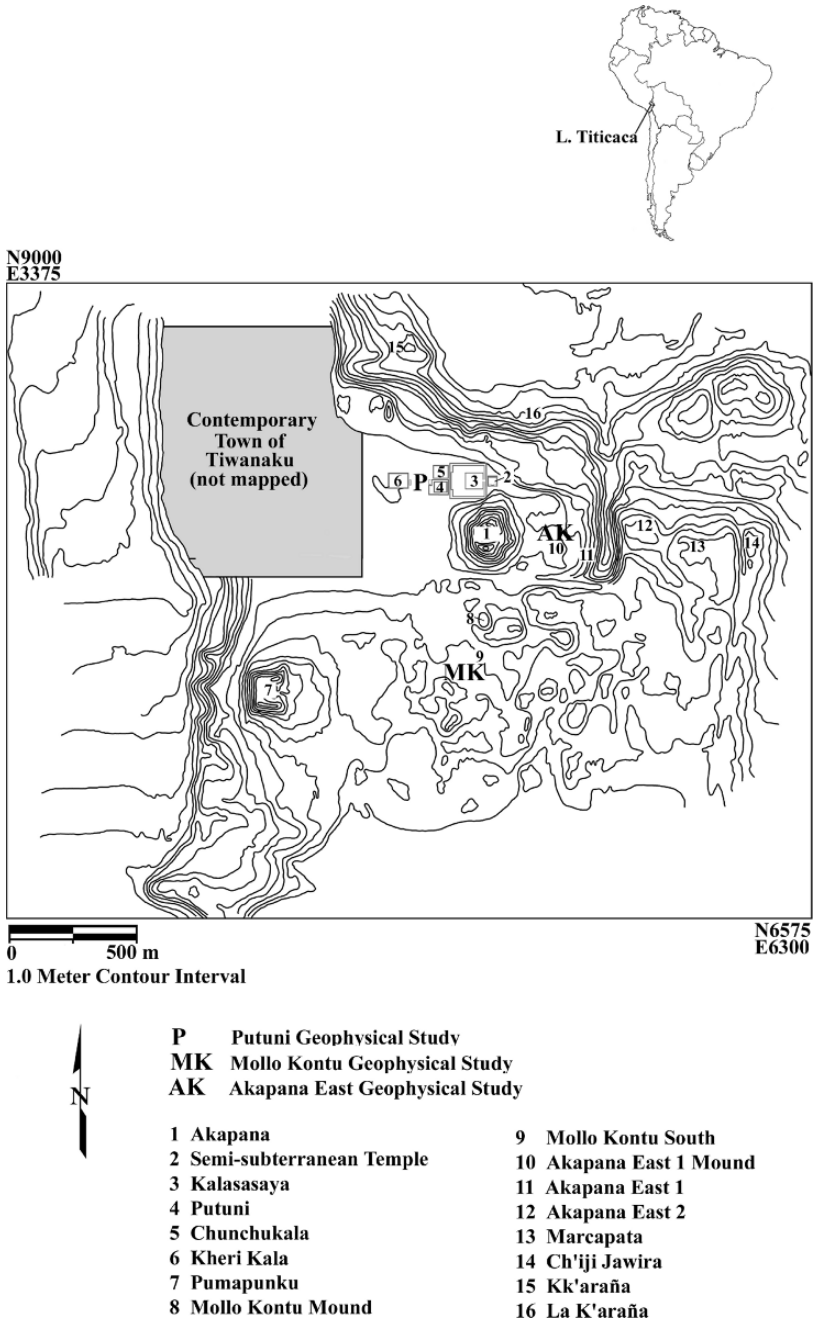 L. Titicaca
N9000
E3375
15
16
Contemporary
Town of
Tiwanaku
(not mapped)
5
6 P 4 3 2
12
1 AK
10 11 13 14
8
9
MK
7
0 500 m
N6575
E6300
1.0 Meter Contour Interval
N
P Putuni Geophysical Study
MK Mollo Kontu Geophysical Study
AK Akapana East Geophysical Study
1 Akapana
2 Semi-subterranean Temple
3 Kalasasaya
4 Putuni
5 Chunchukala
6 Kheri Kala
7 Pumapunku
8 Mollo Kontu Mound
9 Mollo Kontu South
10 Akapana East 1 Mound
11 Akapana East 1
12 Akapana East 2
13 Marcapata
14 Ch'iji Jawira
15 Kk'araña
16 La K'araña